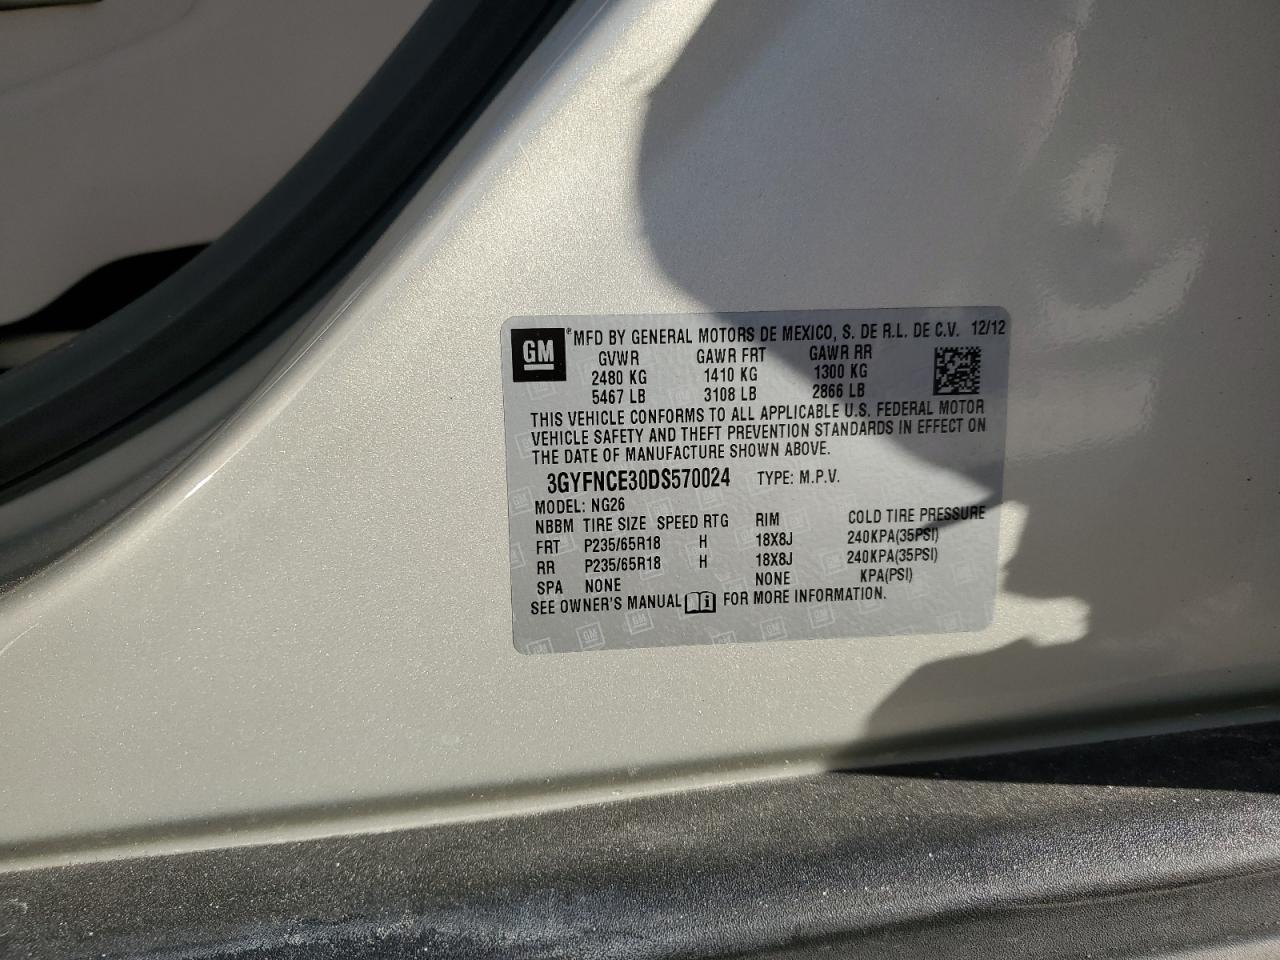 GM ® MFD BY GENERAL MOTORS DE MEXICO, S. DE R.L. DE C.V. 12/12
GVWR GAWR FRT GAWR RR
2480 KG 1410 KG 1300 KG
5467 LB 3108 LB 2866 LB
THIS VEHICLE CONFORMS TO ALL APPLICABLE U.S. FEDERAL MOTOR
VEHICLE SAFETY AND THEFT PREVENTION STANDARDS IN EFFECT ON
THE DATE OF MANUFACTURE SHOWN ABOVE.
3GYFNCE30DS570024 TYPE: M.P.V.
MODEL: NG26
NBBM TIRE SIZE SPEED RTG RIM COLD TIRE PRESSURE
FRT P235/65R18 H 18X8J 240KPA(35PSI)
RR P235/65R18 H 18X8J 240KPA(35PSI)
SPA NONE NONE KPA(PSI)
SEE OWNER'S MANUAL FOR MORE INFORMATION.